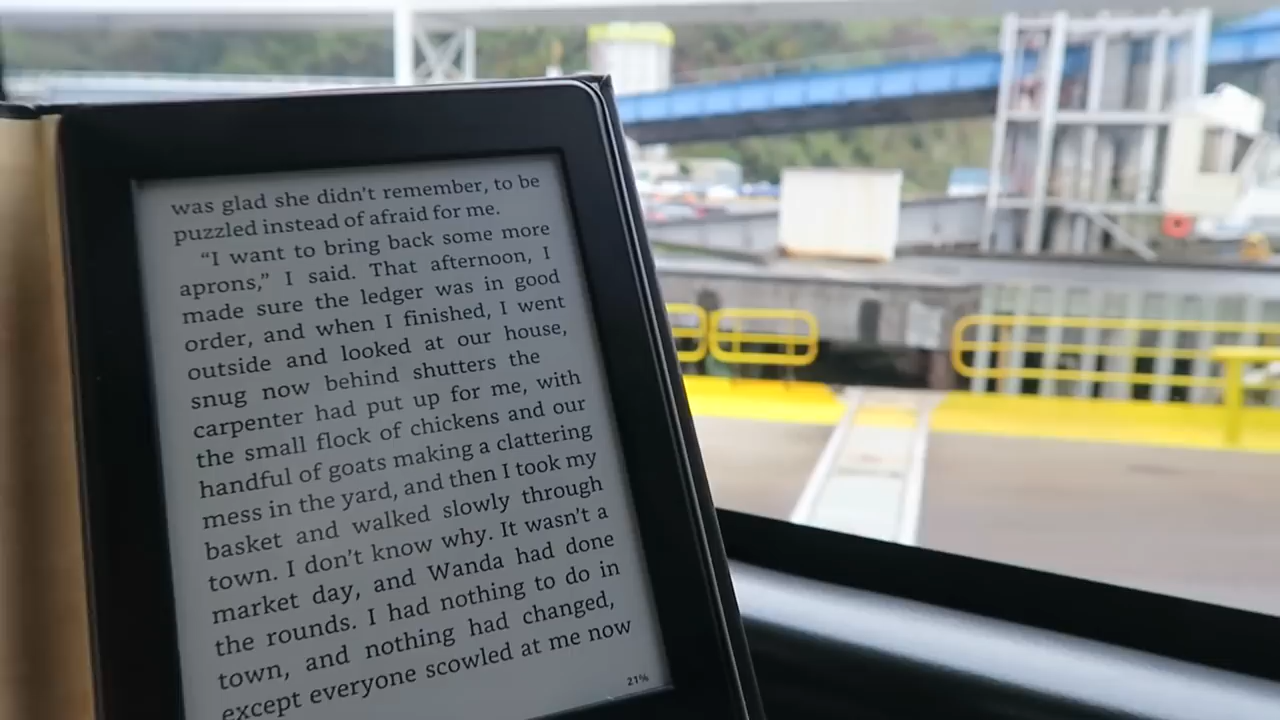 was glad she didn't remember, to be
puzzled instead of afraid for me.
“I want to bring back some more
aprons,” I said. That afternoon, I
made sure the ledger was in good
order, and when I finished, I went
outside and looked at our house,
snug now behind shutters the
carpenter had put up for me, with
the small flock of chickens and our
handful of goats making a clattering
mess in the yard, and then I took my
basket and walked slowly through
town. I don't know why. It wasn't a
market day, and Wanda had done
the rounds. I had nothing to do in
town, and nothing had changed,
except everyone scowled at me now
21%